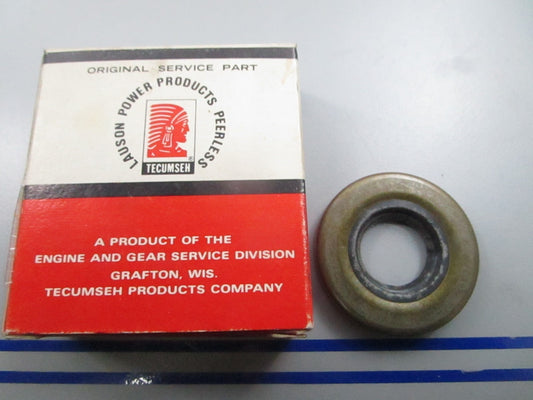 ORIGINAL SERVICE PART
LAUSON POWER PRODUCTS PEERLESS
TECUMSEH
®
A PRODUCT OF THE
ENGINE AND GEAR SERVICE DIVISION
GRAFTON, WIS.
TECUMSEH PRODUCTS COMPANY